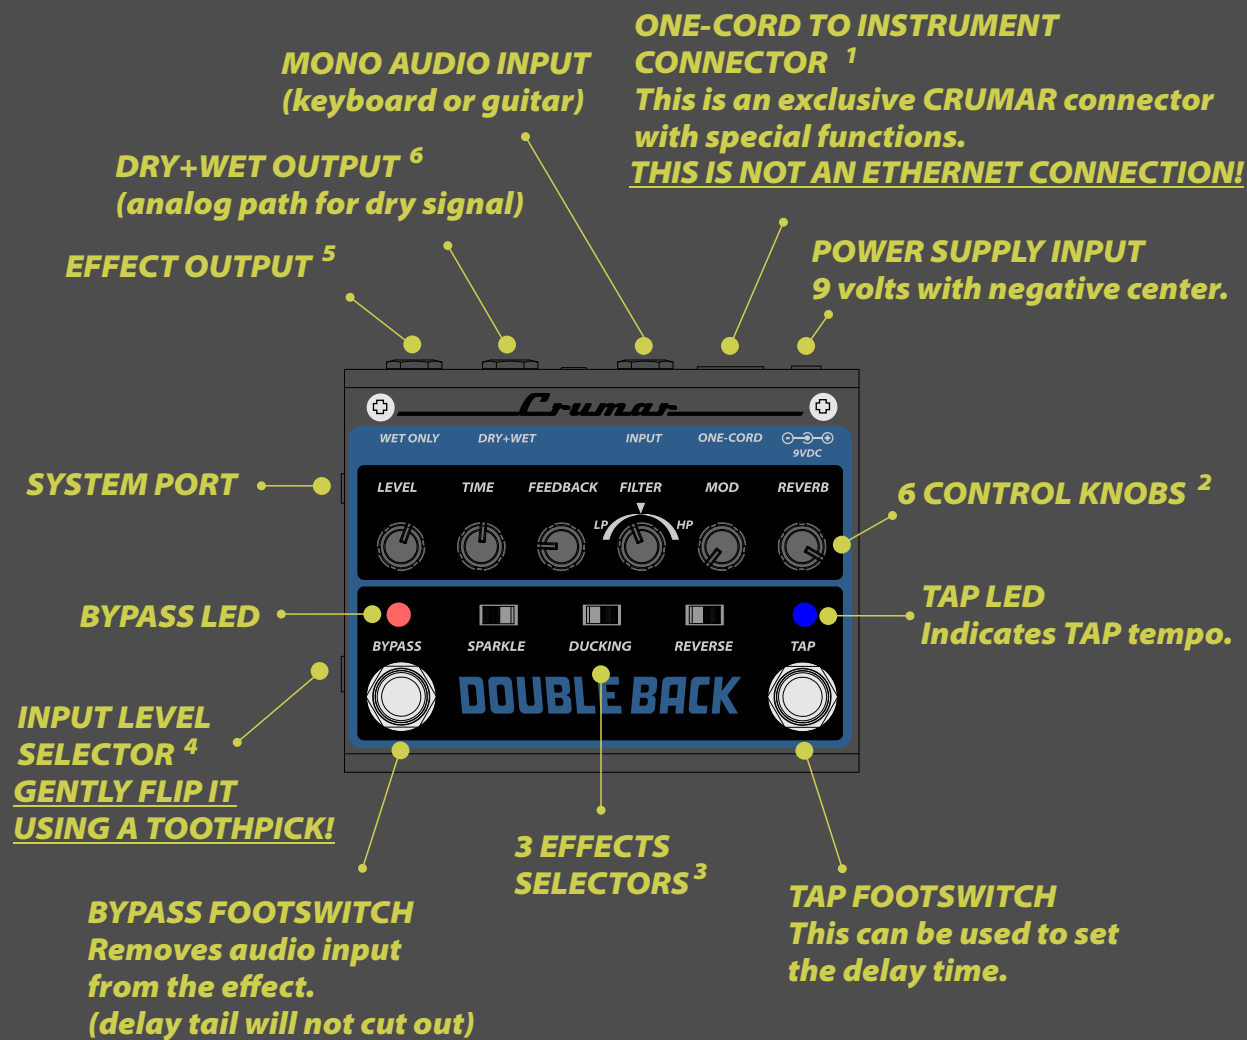 ONE-CORD TO INSTRUMENT
CONNECTOR 1
This is an exclusive CRUMAR connector
with special functions.
THIS IS NOT AN ETHERNET CONNECTION!
MONO AUDIO INPUT
(keyboard or guitar)
DRY+WET OUTPUT 6
(analog path for dry signal)
EFFECT OUTPUT 5
POWER SUPPLY INPUT
9 volts with negative center.
Crumar
WET ONLY DRY+WET INPUT ONE-CORD
9VDC
SYSTEM PORT
LEVEL TIME FEEDBACK FILTER MOD REVERB
LP HP
6 CONTROL KNOBS 2
BYPASS LED
TAP LED
Indicates TAP tempo.
BYPASS SPARKLE DUCKING REVERSE TAP
DOUBLE BACK
INPUT LEVEL
SELECTOR 4
GENTLY FLIP IT
USING A TOOTHPICK!
3 EFFECTS
SELECTORS 3
BYPASS FOOTSWITCH
Removes audio input
from the effect.
(delay tail will not cut out)
TAP FOOTSWITCH
This can be used to set
the delay time.